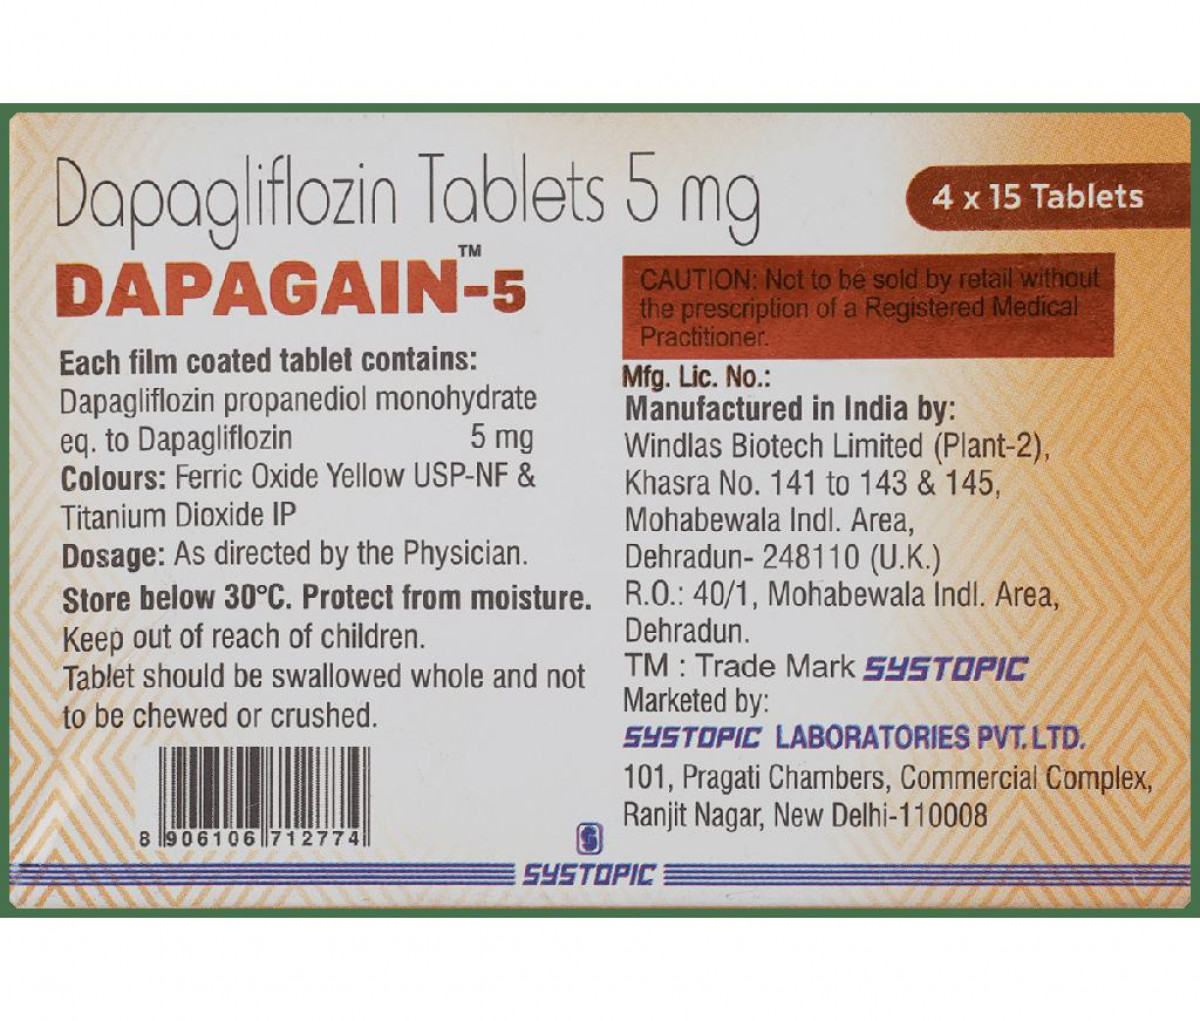 Dapagliflozin Tablets 5 mg
DAPAGAIN™-5
Each film coated tablet contains:
Dapagliflozin propanediol monohydrate
eq. to Dapagliflozin 5 mg
Colours: Ferric Oxide Yellow USP-NF &
Titanium Dioxide IP
Dosage: As directed by the Physician.
Store below 30°C. Protect from moisture.
Keep out of reach of children.
Tablet should be swallowed whole and not
to be chewed or crushed.
8 906106 712774
4 x 15 Tablets
CAUTION: Not to be sold by retail without
the prescription of a Registered Medical
Practitioner.
Mfg. Lic. No.:
Manufactured in India by:
Windlas Biotech Limited (Plant-2),
Khasra No. 141 to 143 & 145,
Mohabewala Indl. Area,
Dehradun- 248110 (U.K.)
R.O.: 40/1, Mohabewala Indl. Area,
Dehradun.
TM : Trade Mark SYSTOPIC
Marketed by:
SYSTOPIC LABORATORIES PVT. LTD.
101, Pragati Chambers, Commercial Complex,
Ranjit Nagar, New Delhi-110008
S
SYSTOPIC